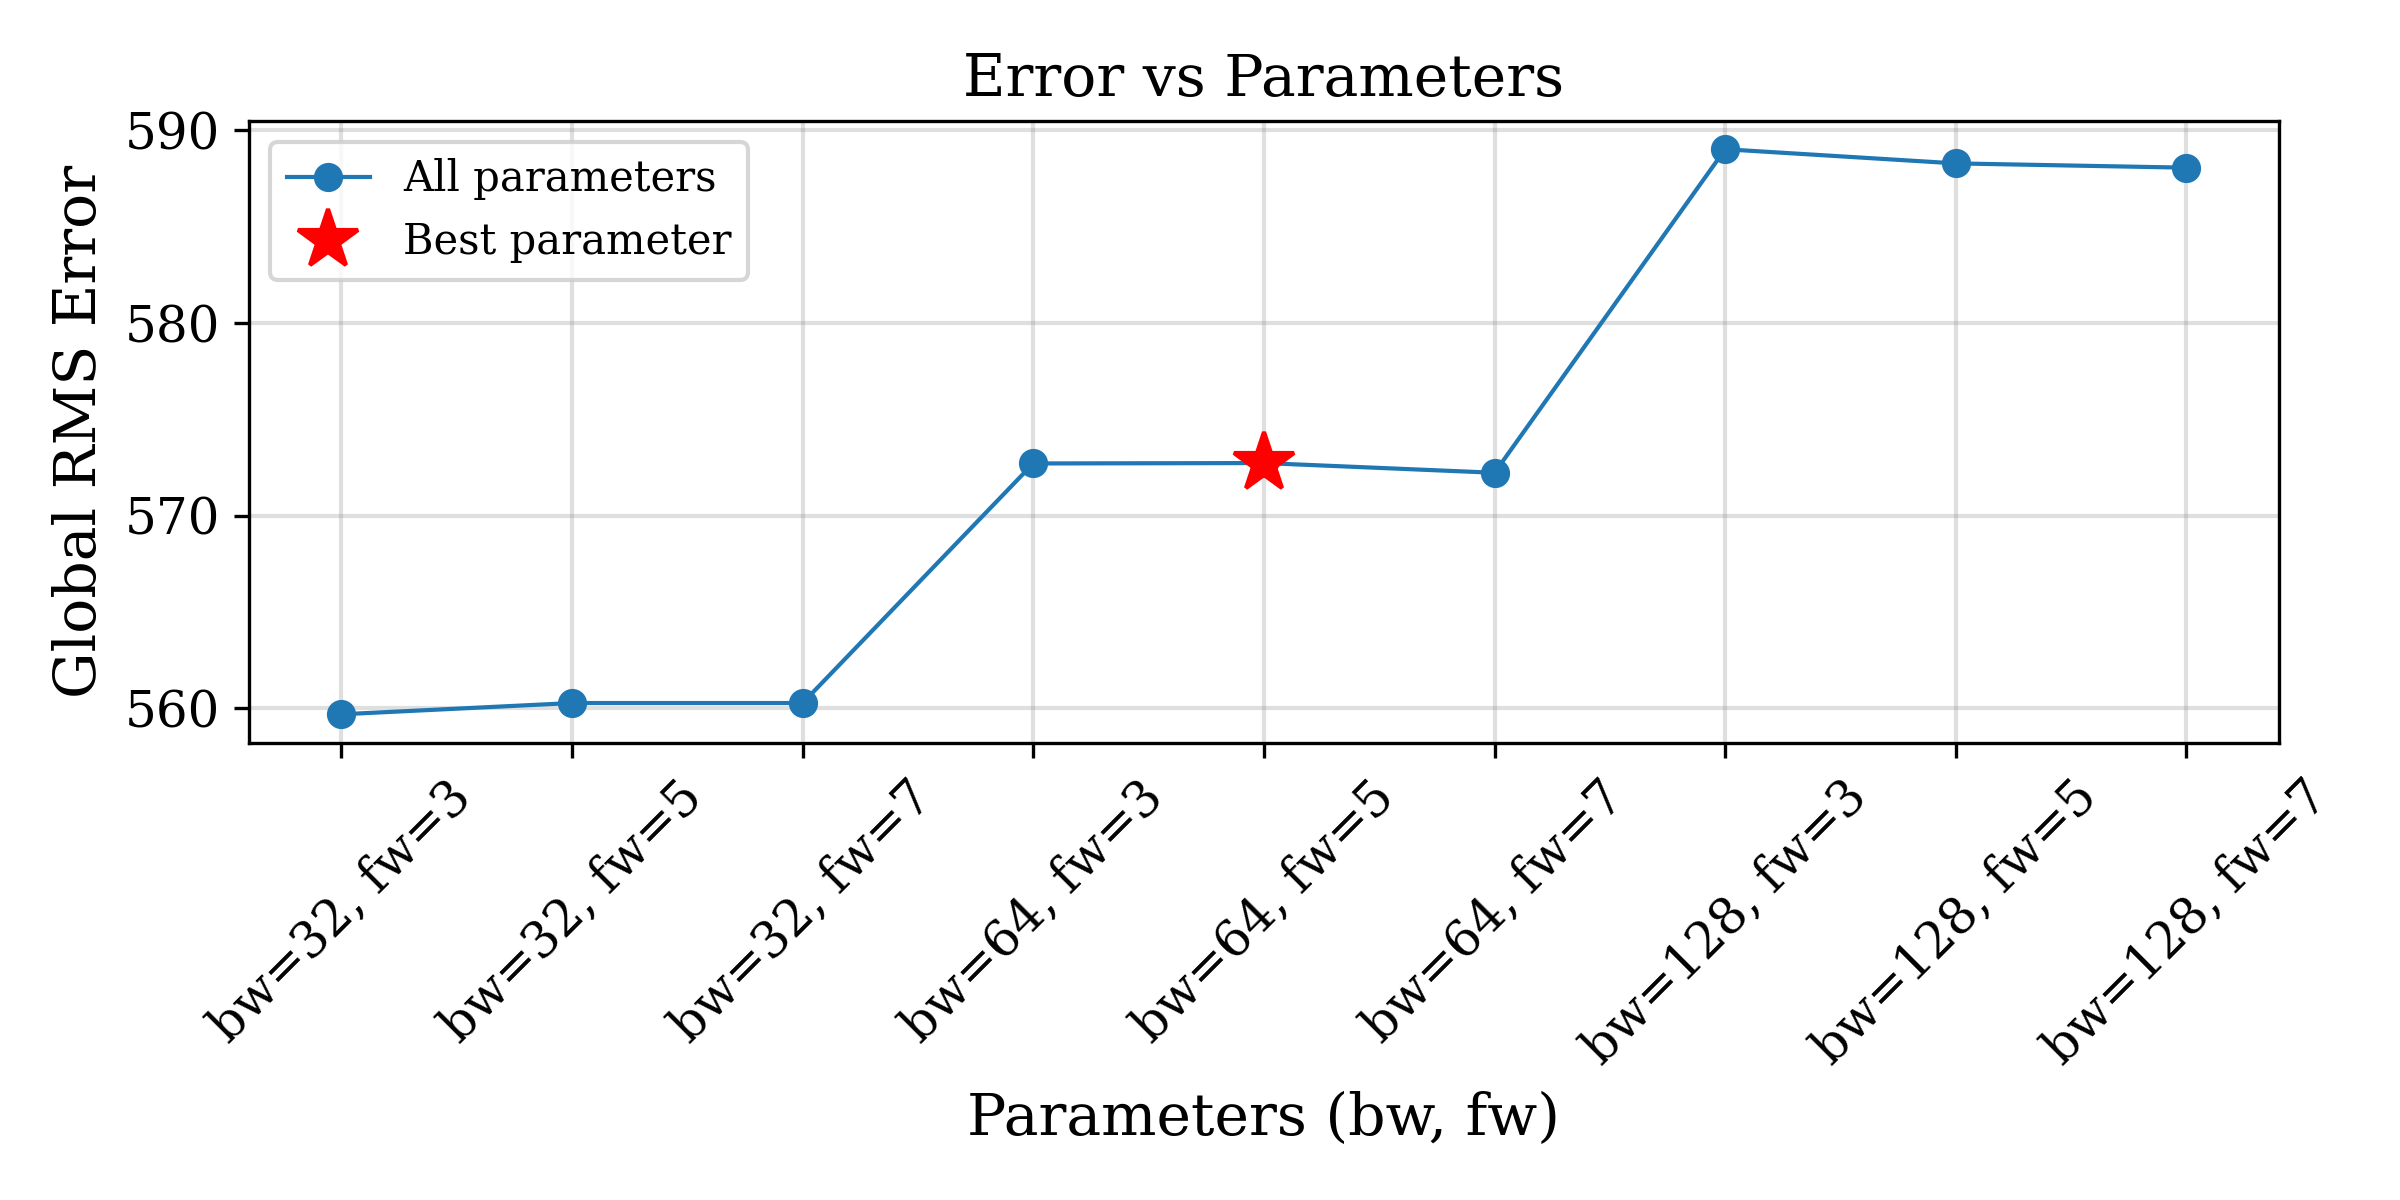 Error vs Parameters
Global RMS Error
590
580
570
560
All parameters
Best parameter
bw=32, fw=3
bw=32, fw=5
bw=32, fw=7
bw=64, fw=3
bw=64, fw=5
bw=64, fw=7
bw=128, fw=3
bw=128, fw=5
bw=128, fw=7
Parameters (bw, fw)